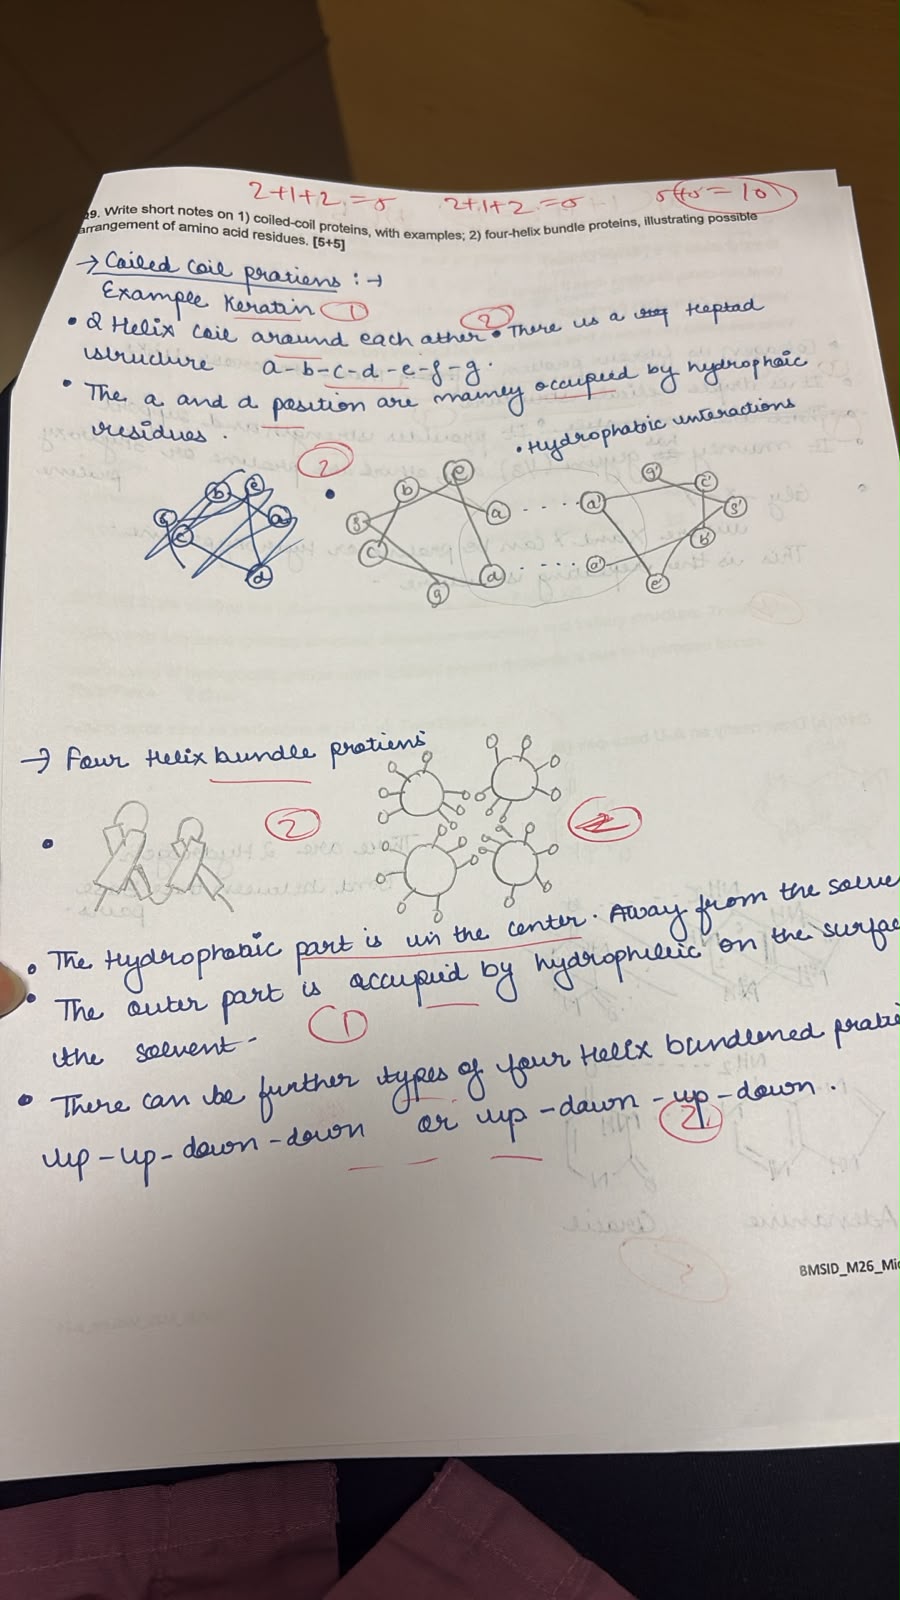 2+1+2 = 5 2+1+2 = 5 5+5 = 10
Q9. Write short notes on 1) coiled-coil proteins, with examples; 2) four-helix bundle proteins, illustrating possible
arrangement of amino acid residues. [5+5]
→ Coiled coil protiens : →
Example Keratin 1
• 2 Helix coil around each other 2 • There is a Heptad
structure a-b-c-d-e-f-g.
• The a and d position are mainey occupied by hydrophoic
residues .
• Hydrophobic interactions
2
b e a c d
b e a g c d g
a' g' c' g' b' a' e'
→ Four Helix bundle protiens
2 2
• The Hydrophobic part is in the center. Away from the solve
• The outer part is occupied by hydrophilic on the surfac
the solvent- 1
• There can be further types of four Helix bundlened protie
up-up-down-down or up-down-up-down .
2
BMSID_M26_Mic